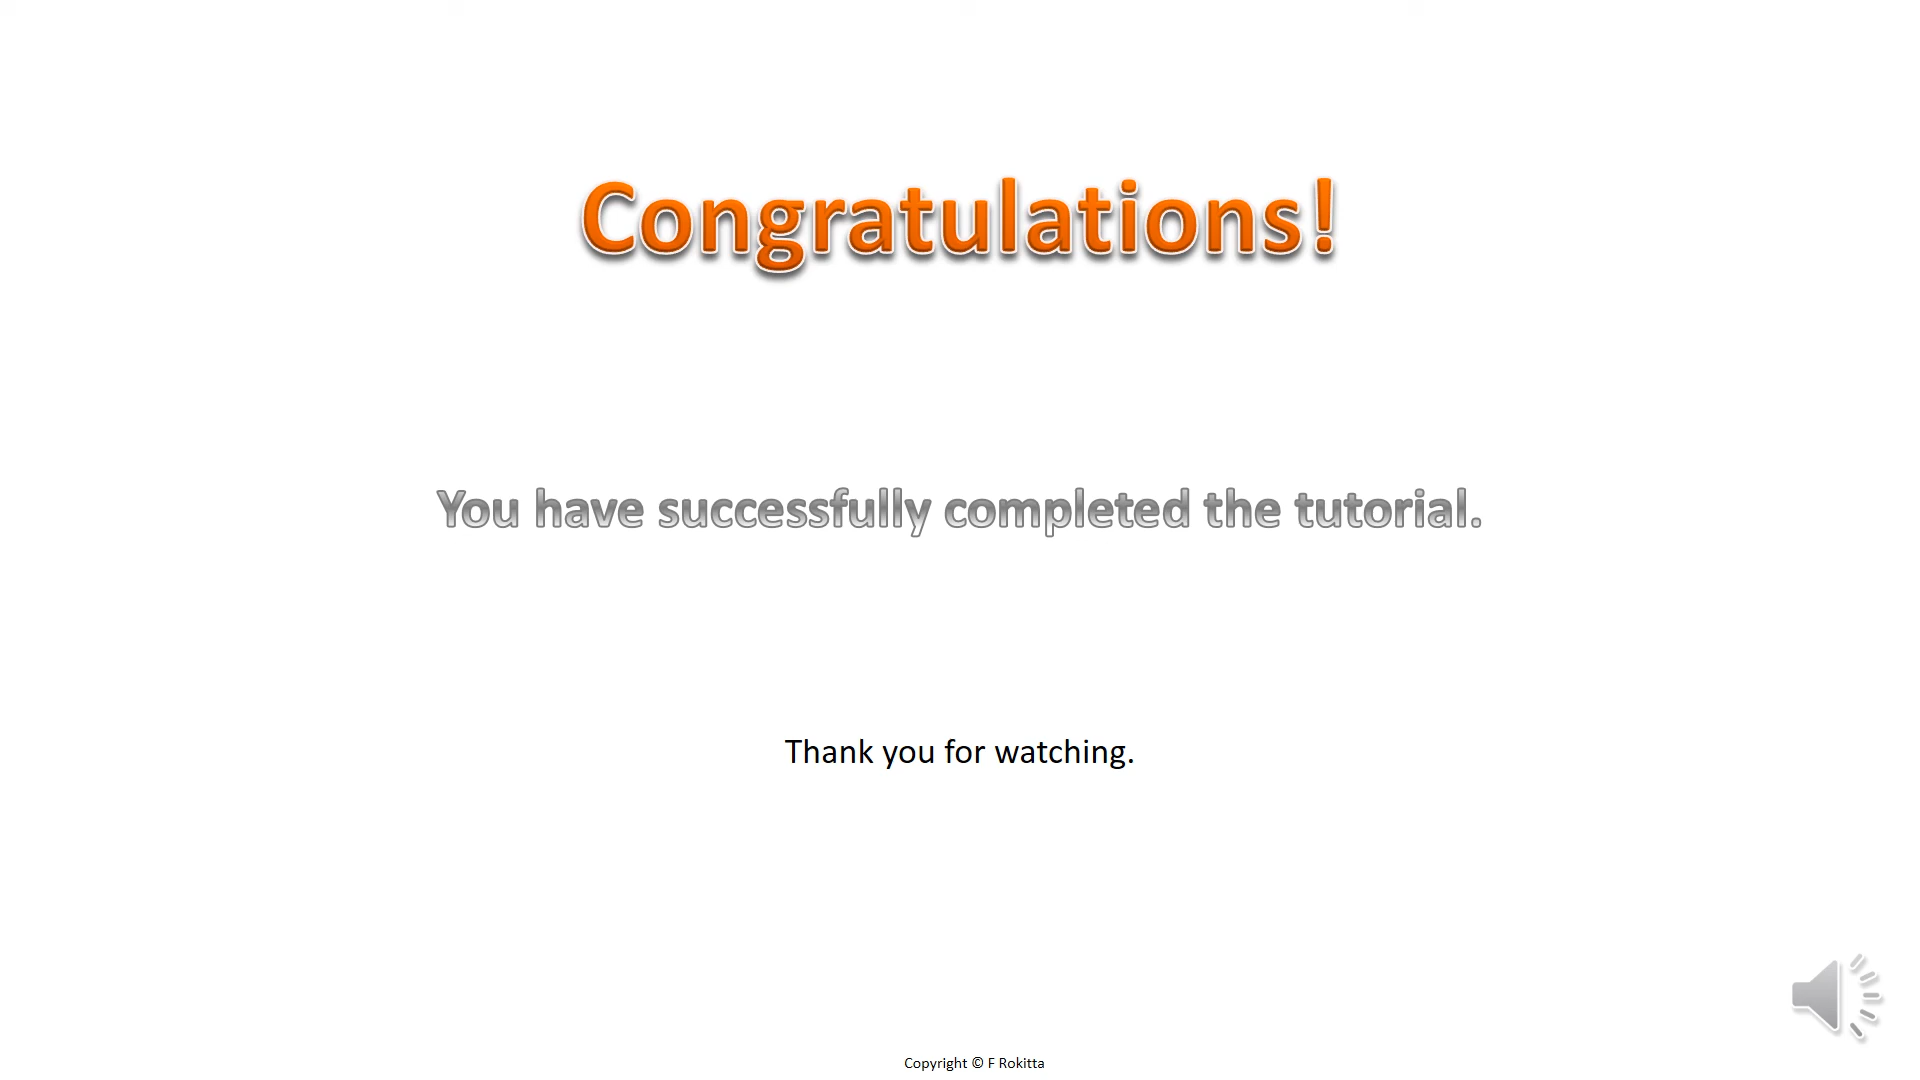 Congratulations!
You have successfully completed the tutorial.
Thank you for watching.
Copyright © F Rokitta